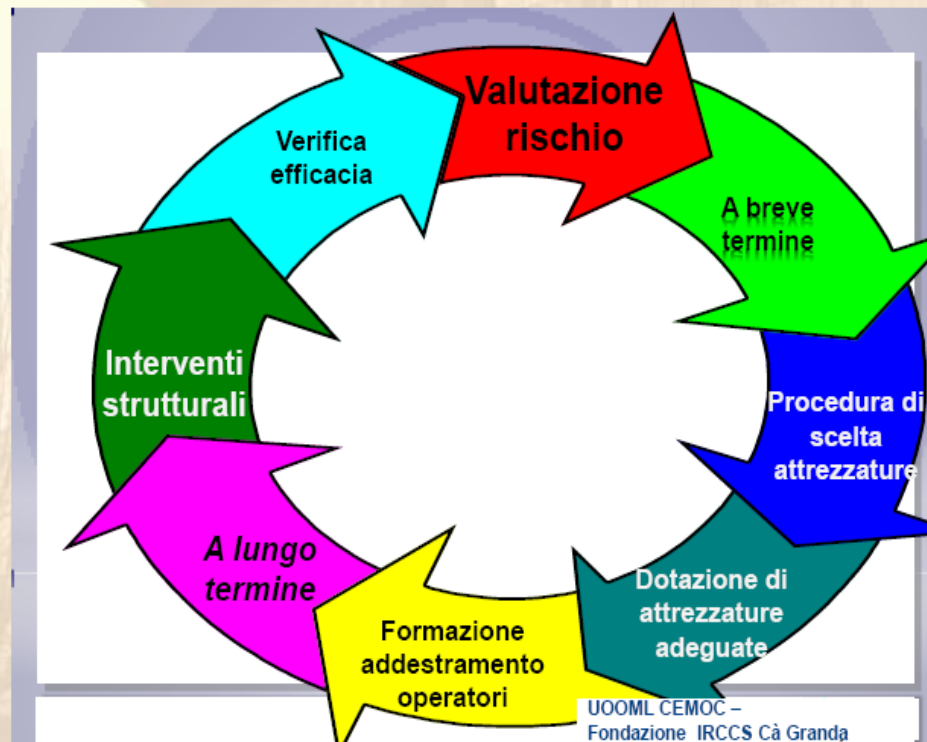 Valutazione
rischio
A breve
termine
Procedura di
scelta
attrezzature
Dotazione di
attrezzature
adeguate
Formazione
addestramento
operatori
A lungo
termine
Interventi
strutturali
Verifica
efficacia
UOOML CEMOC –
Fondazione IRCCS Cà Granda